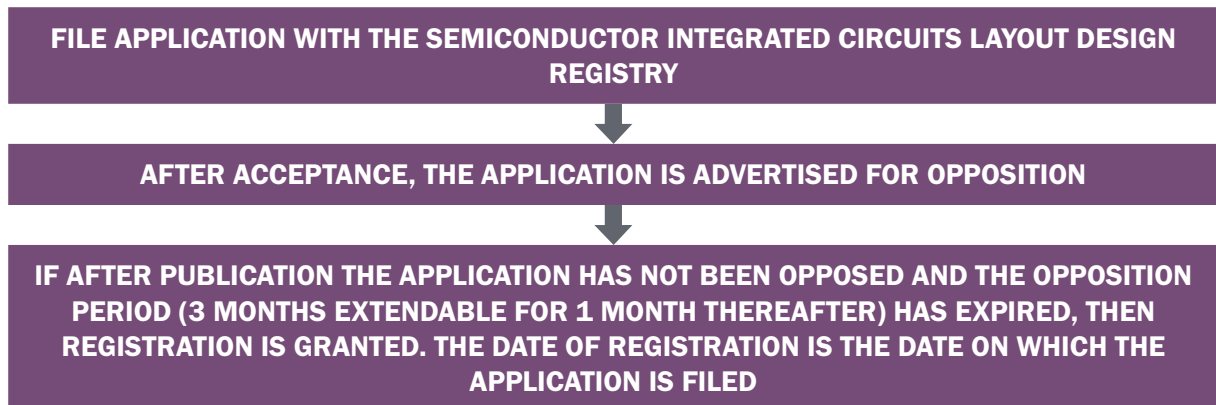 FILE APPLICATION WITH THE SEMICONDUCTOR INTEGRATED CIRCUITS LAYOUT DESIGN
REGISTRY
AFTER ACCEPTANCE, THE APPLICATION IS ADVERTISED FOR OPPOSITION
IF AFTER PUBLICATION THE APPLICATION HAS NOT BEEN OPPOSED AND THE OPPOSITION
PERIOD (3 MONTHS EXTENDABLE FOR 1 MONTH THEREAFTER) HAS EXPIRED, THEN
REGISTRATION IS GRANTED. THE DATE OF REGISTRATION IS THE DATE ON WHICH THE
APPLICATION IS FILED